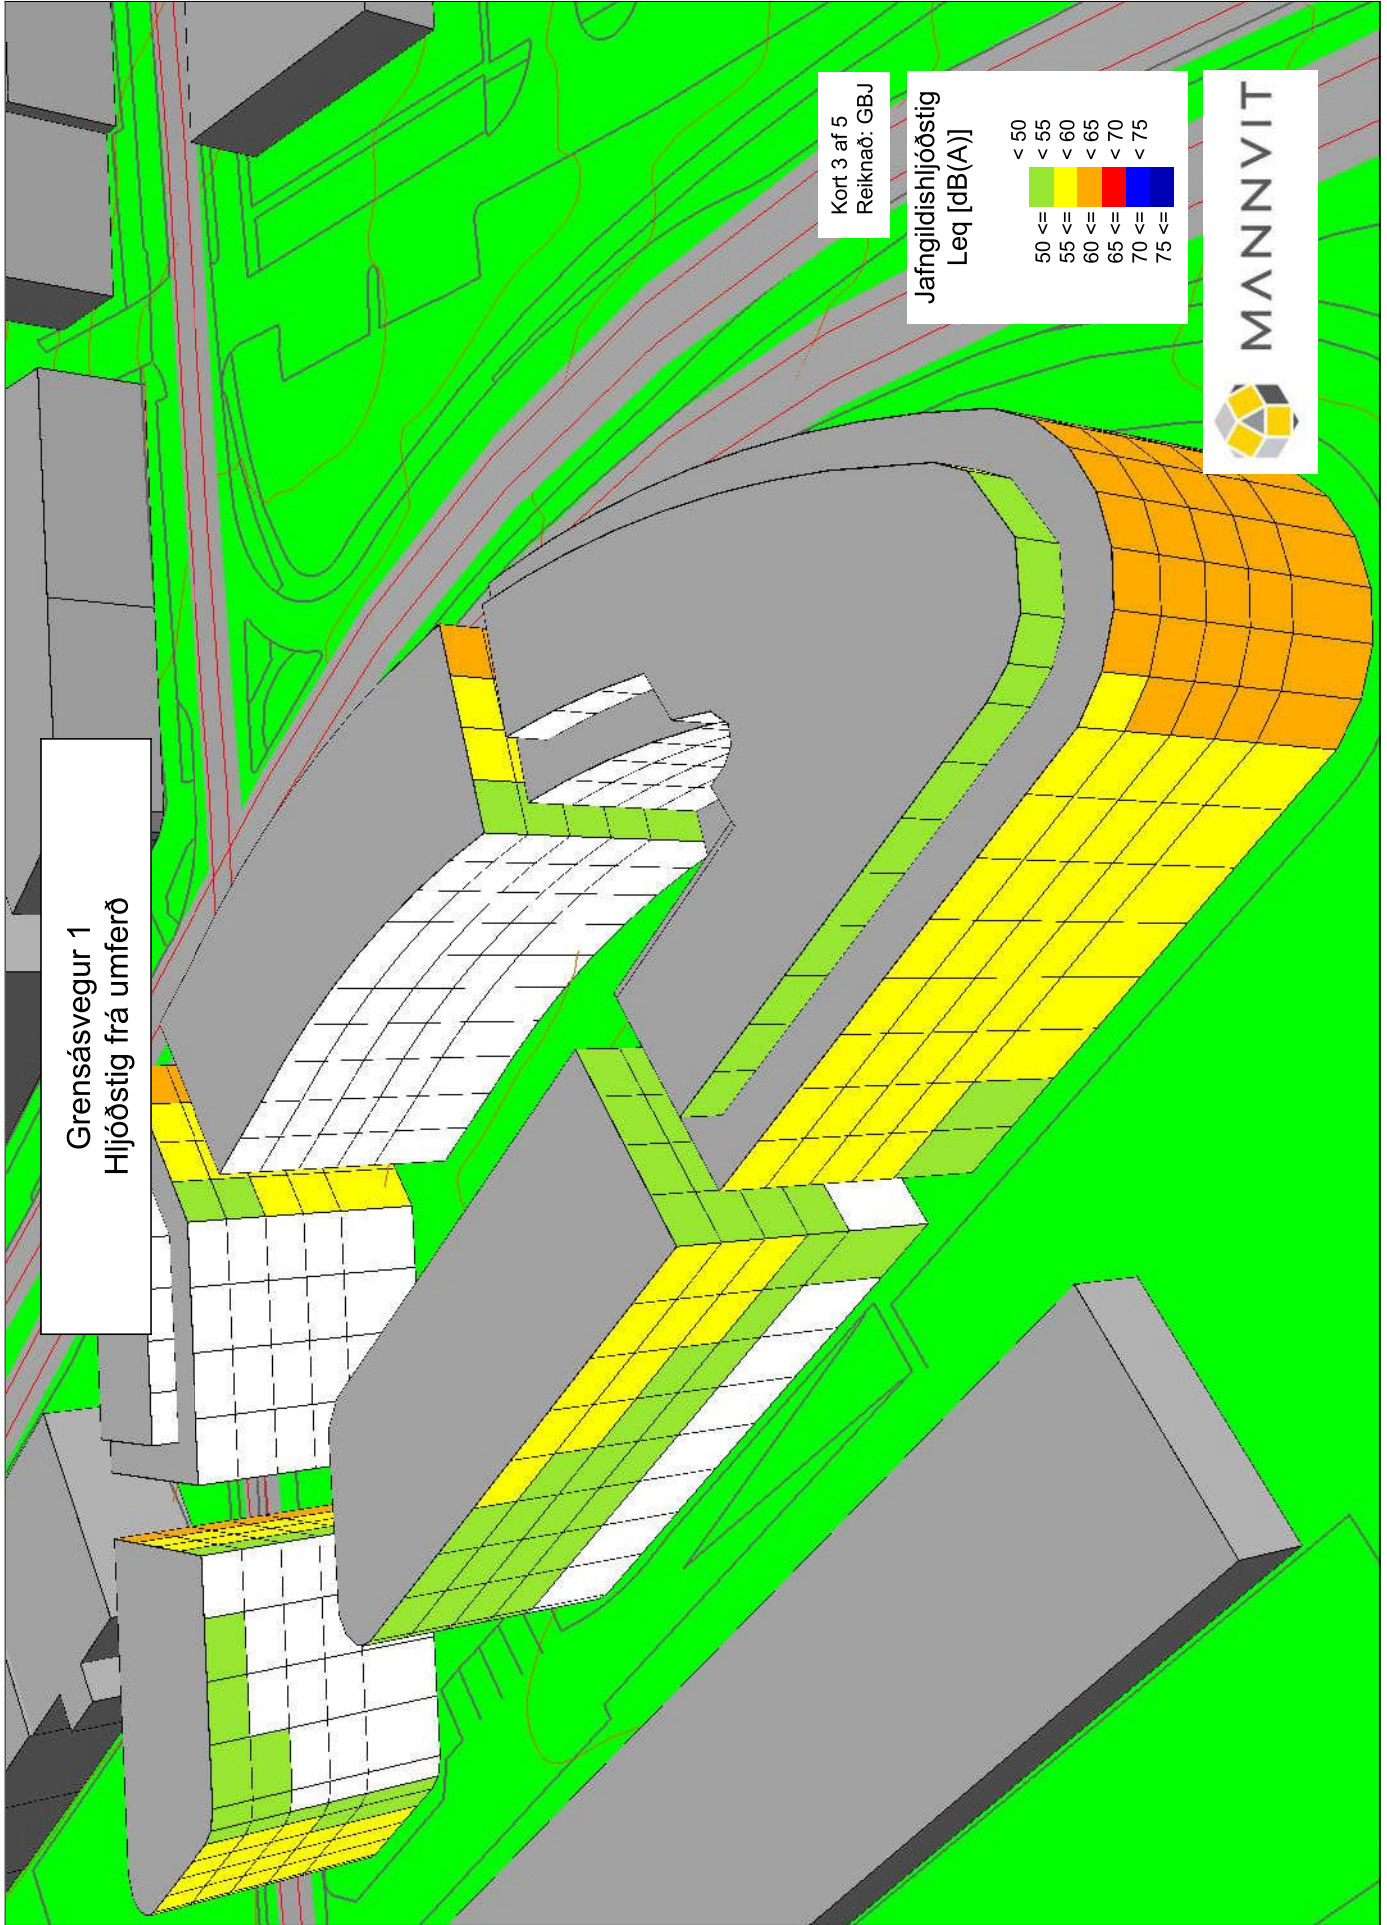 Grensásvegur 1
Hljóðstig frá umferð
Kort 3 af 5
Reiknað: GBJ
Jafngildishljóðstig
Leq [dB(A)]
< 50
50 <= < 55
55 <= < 60
60 <= < 65
65 <= < 70
70 <= < 75
75 <=
MANNVIT